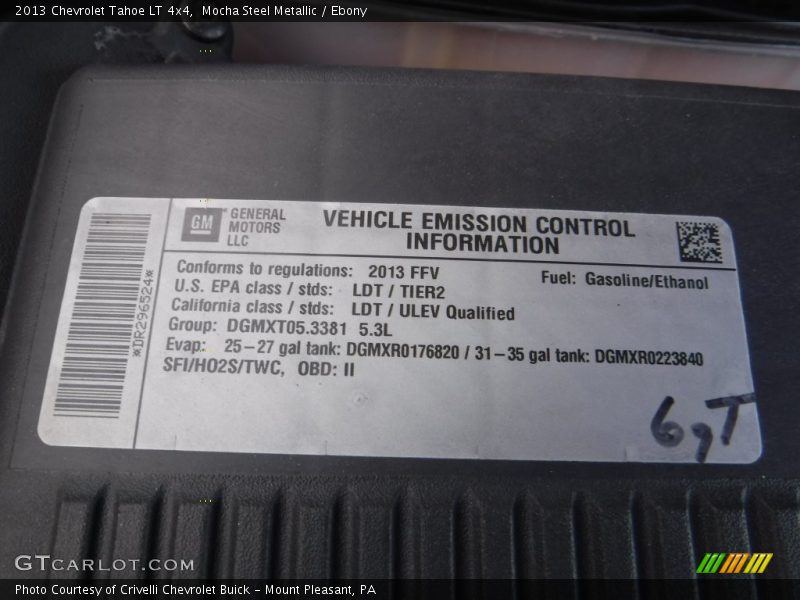 2013 Chevrolet Tahoe LT 4x4, Mocha Steel Metallic / Ebony
GM
GENERAL
MOTORS
LLC
VEHICLE EMISSION CONTROL
INFORMATION
*DR296524*
Conforms to regulations: 2013 FFV
Fuel: Gasoline/Ethanol
U.S. EPA class / stds: LDT / TIER2
California class / stds: LDT / ULEV Qualified
Group: DGMXT05.3381 5.3L
Evap: 25-27 gal tank: DGMXR0176820 / 31-35 gal tank: DGMXR0223840
SFI/HO2S/TWC, OBD: II
GTCARLOT.COM
Photo Courtesy of Crivelli Chevrolet Buick - Mount Pleasant, PA